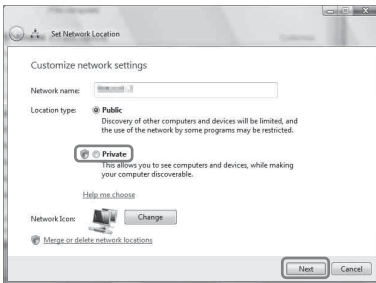 Set Network Location
Customize network settings
Network name:
Location type:
Public
Discovery of other computers and devices will be limited, and
the use of the network by some programs may be restricted.
Private
This allows you to see computers and devices, while making
your computer discoverable.
Help me choose
Network Icon:
Change
Merge or delete network locations
Next
Cancel